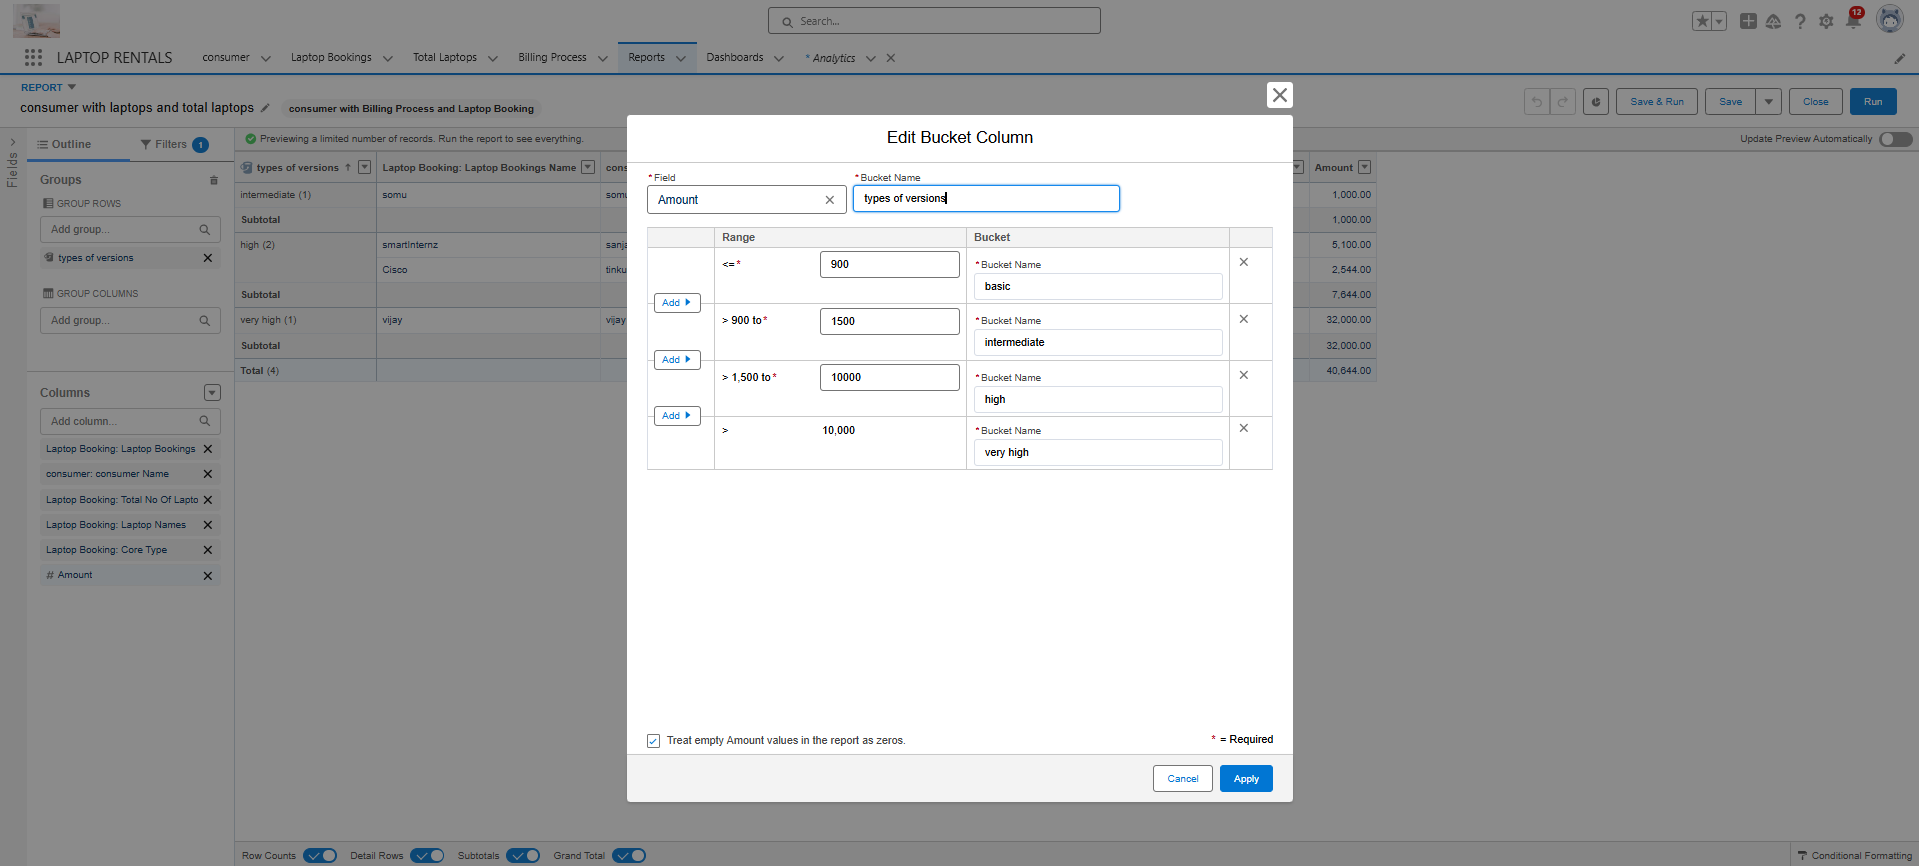 Search...
12
LAPTOP RENTALS
consumer
Laptop Bookings
Total Laptops
Billing Process
Reports
Dashboards
* Analytics
REPORT
consumer with laptops and total laptops
consumer with Billing Process and Laptop Booking
Save & Run
Save
Close
Run
Fields
Outline
Filters 1
Previewing a limited number of records. Run the report to see everything.
Update Preview Automatically
Groups
GROUP ROWS
Add group...
types of versions
GROUP COLUMNS
Add group...
Columns
Add column...
Laptop Booking: Laptop Bookings
consumer: consumer Name
Laptop Booking: Total No Of Lapto
Laptop Booking: Laptop Names
Laptop Booking: Core Type
# Amount
types of versions ↑
Laptop Booking: Laptop Bookings Name
cons
Amount
intermediate (1)
somu
somu
1,000.00
Subtotal
1,000.00
high (2)
smartInternz
sanja
5,100.00
Cisco
tinku
2,544.00
Subtotal
7,644.00
very high (1)
vijay
vijay
32,000.00
Subtotal
32,000.00
Total (4)
40,644.00
Edit Bucket Column
* Field
* Bucket Name
Amount
types of versions
Range
Bucket
<= *
900
* Bucket Name
basic
Add
> 900 to *
1500
* Bucket Name
intermediate
Add
> 1,500 to *
10000
* Bucket Name
high
Add
>
10,000
* Bucket Name
very high
Treat empty Amount values in the report as zeros.
* = Required
Cancel
Apply
Row Counts
Detail Rows
Subtotals
Grand Total
Conditional Formatting